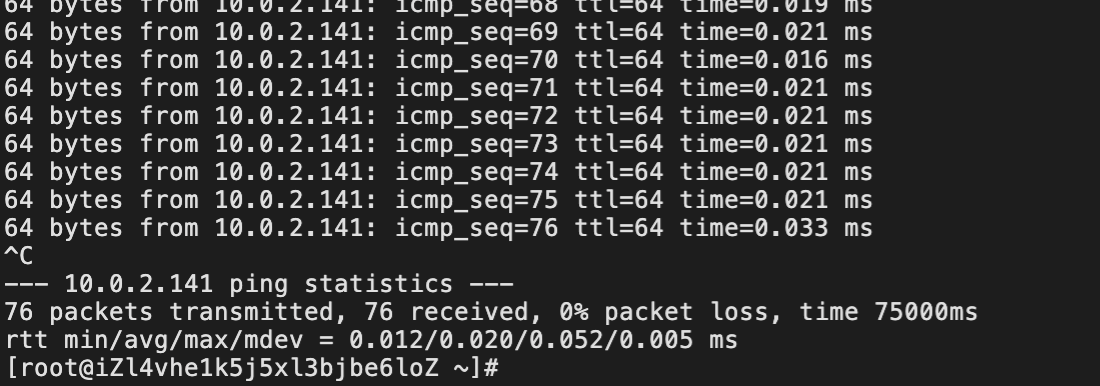 64 bytes from 10.0.2.141: icmp_seq=68 ttl=64 time=0.019 ms
64 bytes from 10.0.2.141: icmp_seq=69 ttl=64 time=0.021 ms
64 bytes from 10.0.2.141: icmp_seq=70 ttl=64 time=0.016 ms
64 bytes from 10.0.2.141: icmp_seq=71 ttl=64 time=0.021 ms
64 bytes from 10.0.2.141: icmp_seq=72 ttl=64 time=0.021 ms
64 bytes from 10.0.2.141: icmp_seq=73 ttl=64 time=0.021 ms
64 bytes from 10.0.2.141: icmp_seq=74 ttl=64 time=0.021 ms
64 bytes from 10.0.2.141: icmp_seq=75 ttl=64 time=0.021 ms
64 bytes from 10.0.2.141: icmp_seq=76 ttl=64 time=0.033 ms
^C
--- 10.0.2.141 ping statistics ---
76 packets transmitted, 76 received, 0% packet loss, time 75000ms
rtt min/avg/max/mdev = 0.012/0.020/0.052/0.005 ms
[root@iZl4vhe1k5j5xl3bjbe6loZ ~]#